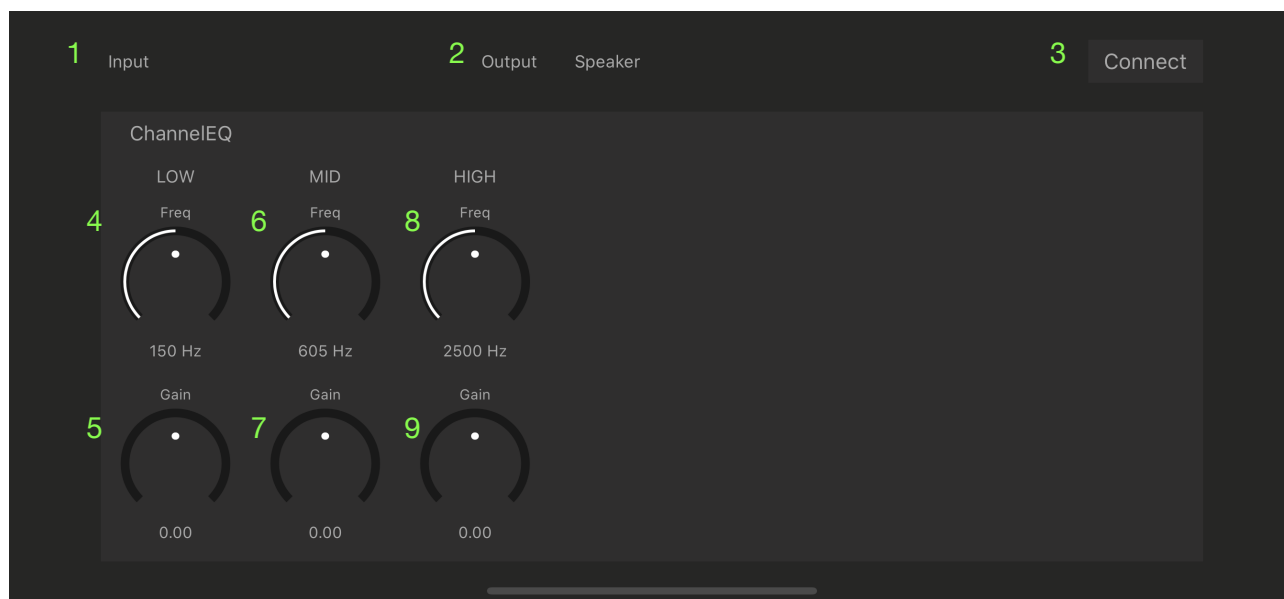 1 Input 2 Output Speaker 3 Connect
ChannelEQ
LOW MID HIGH
4 Freq 6 Freq 8 Freq
150 Hz 605 Hz 2500 Hz
5 Gain 7 Gain 9 Gain
0.00 0.00 0.00